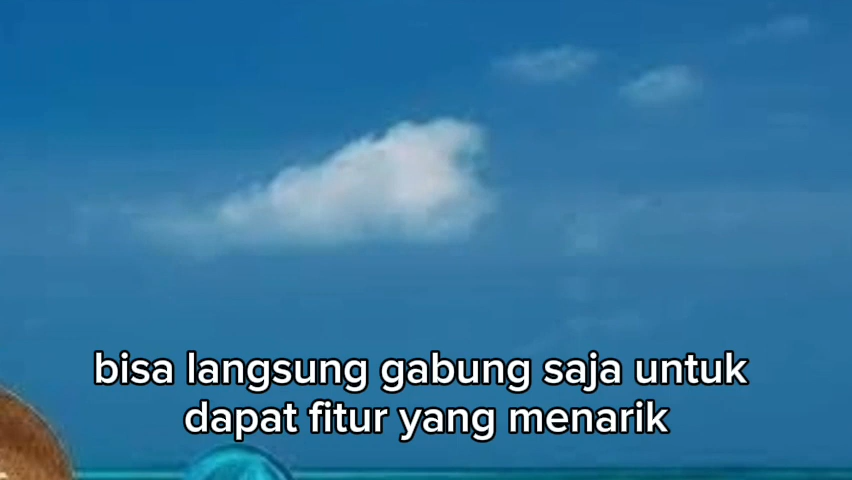 bisa langsung gabung saja untuk
dapat fitur yang menarik